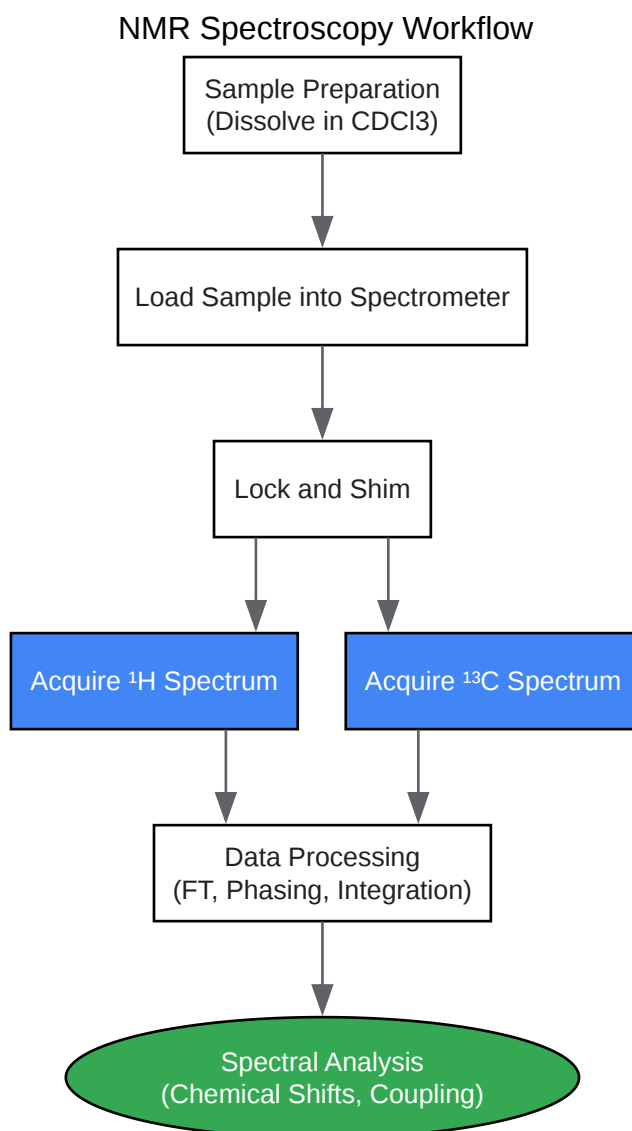 NMR Spectroscopy Workflow
Sample Preparation
(Dissolve in CDCl3)
Load Sample into Spectrometer
Lock and Shim
Acquire ¹H Spectrum
Acquire ¹³C Spectrum
Data Processing
(FT, Phasing, Integration)
Spectral Analysis
(Chemical Shifts, Coupling)